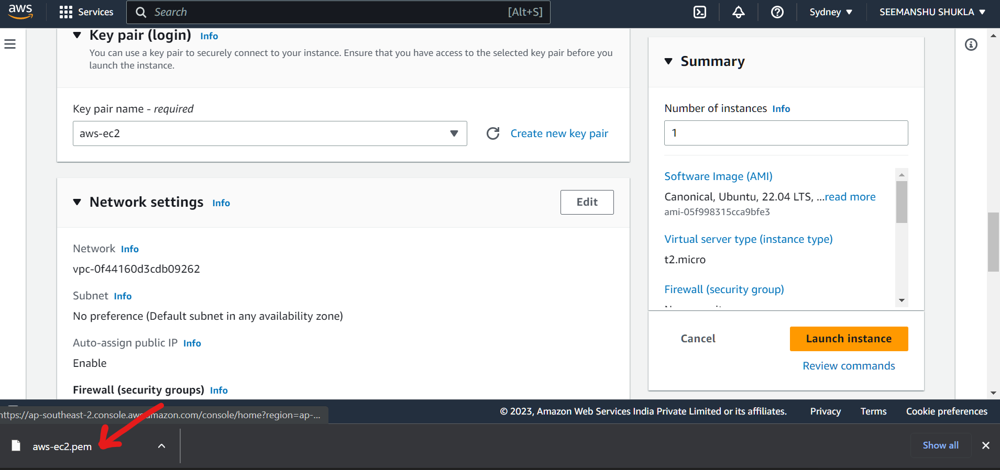 aws
Services
Search [Alt+S]
Sydney
SEEMANSHU SHUKLA
Key pair (login) Info
You can use a key pair to securely connect to your instance. Ensure that you have access to the selected key pair before you
launch the instance.
Key pair name - required
aws-ec2
Create new key pair
Network settings Info
Edit
Network Info
vpc-0f44160d3cdb09262
Subnet Info
No preference (Default subnet in any availability zone)
Auto-assign public IP Info
Enable
Firewall (security groups) Info
Summary
Number of instances Info
1
Software Image (AMI)
Canonical, Ubuntu, 22.04 LTS, ...read more
ami-05f998315cca9bfe3
Virtual server type (instance type)
t2.micro
Firewall (security group)
Cancel
Launch instance
Review commands
https://ap-southeast-2.console.aws.amazon.com/console/home?region=ap-...
© 2023, Amazon Web Services India Private Limited or its affiliates.
Privacy
Terms
Cookie preferences
aws-ec2.pem
Show all